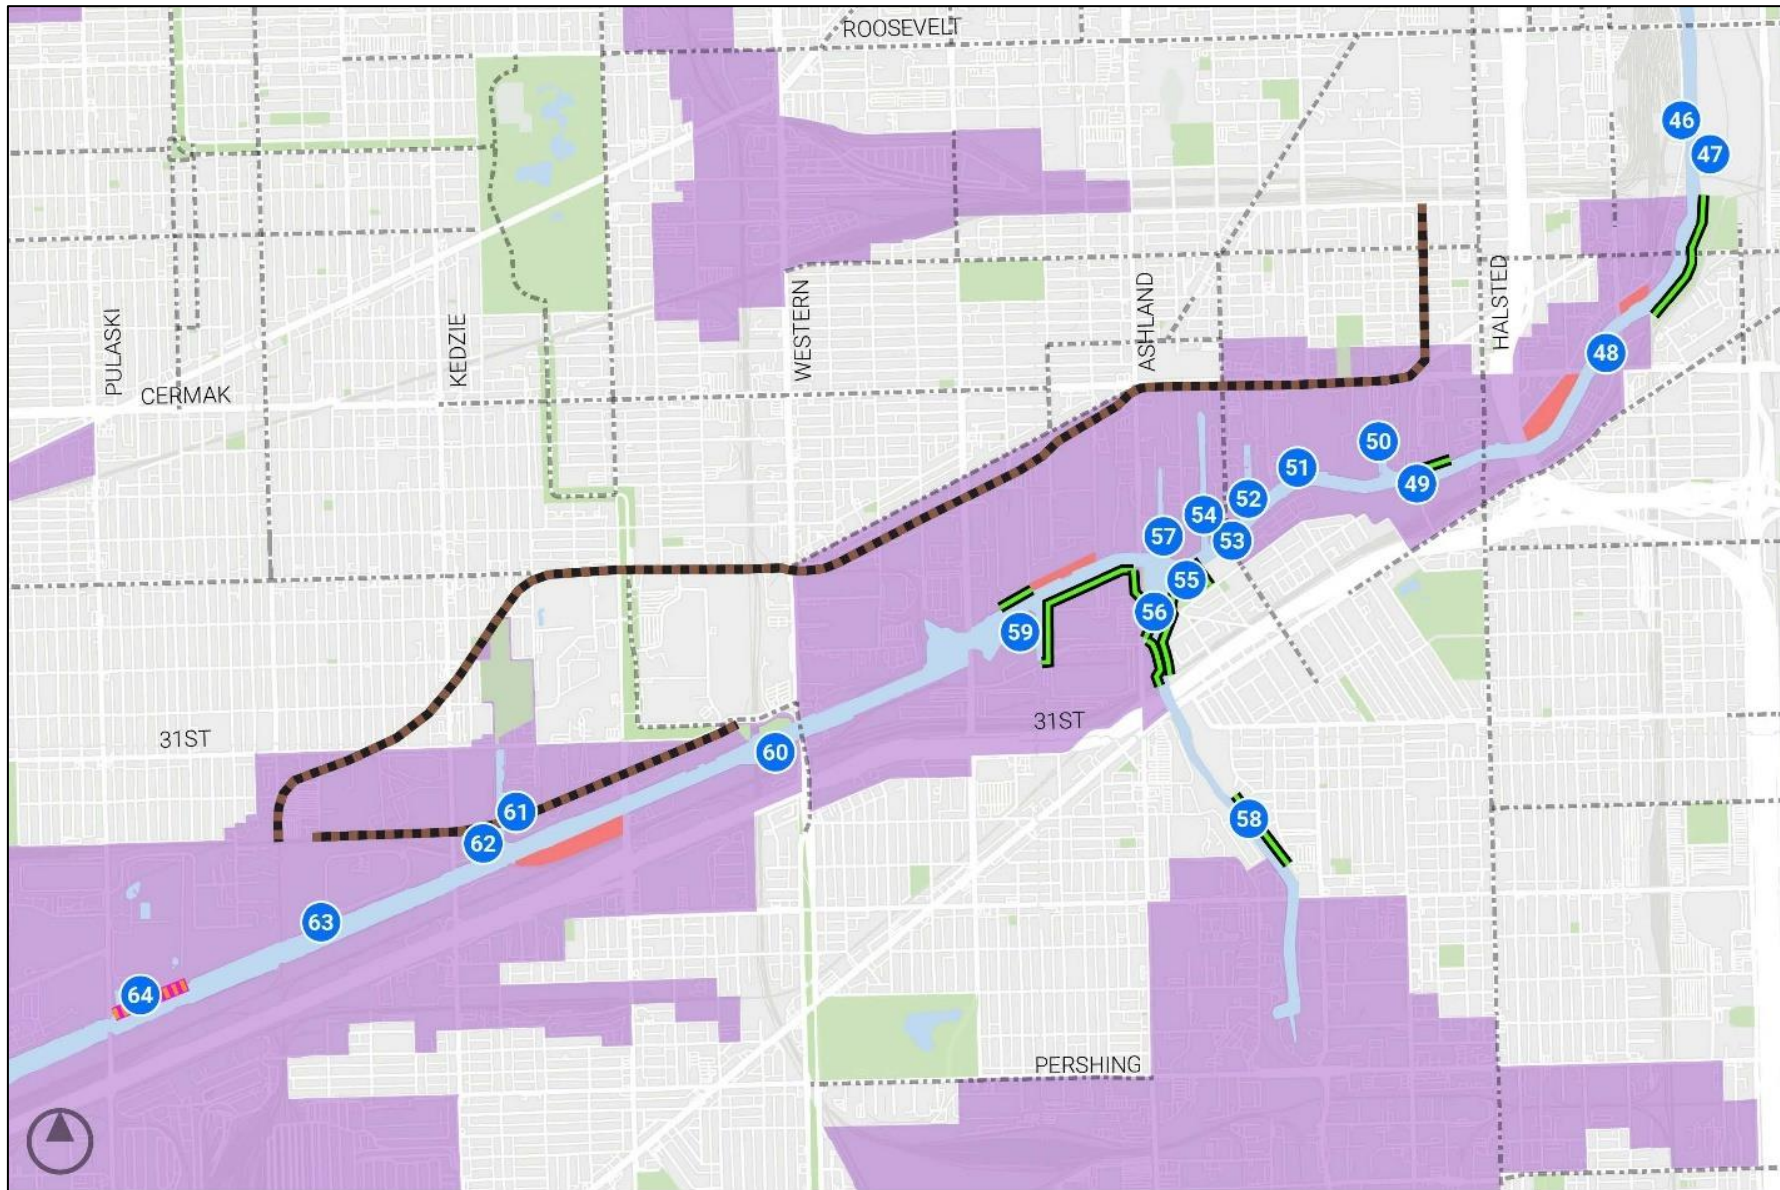 ROOSEVELT
46
47
HALSTED
ASHLAND
WESTERN
KEDZIE
PULASKI
CERMAK
48
50
51
49
52
54
53
57
55
56
59
31ST
31ST
60
61
62
58
63
64
PERSHING